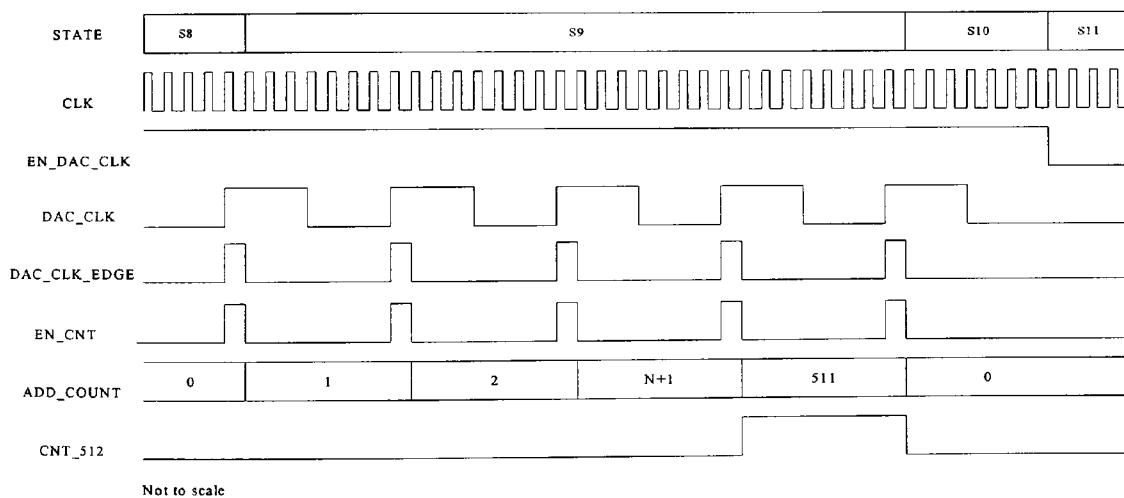 STATE S8 S9 S10 S11
CLK
EN_DAC_CLK
DAC_CLK
DAC_CLK_EDGE
EN_CNT
ADD_COUNT 0 1 2 N+1 511 0
CNT_512
Not to scale